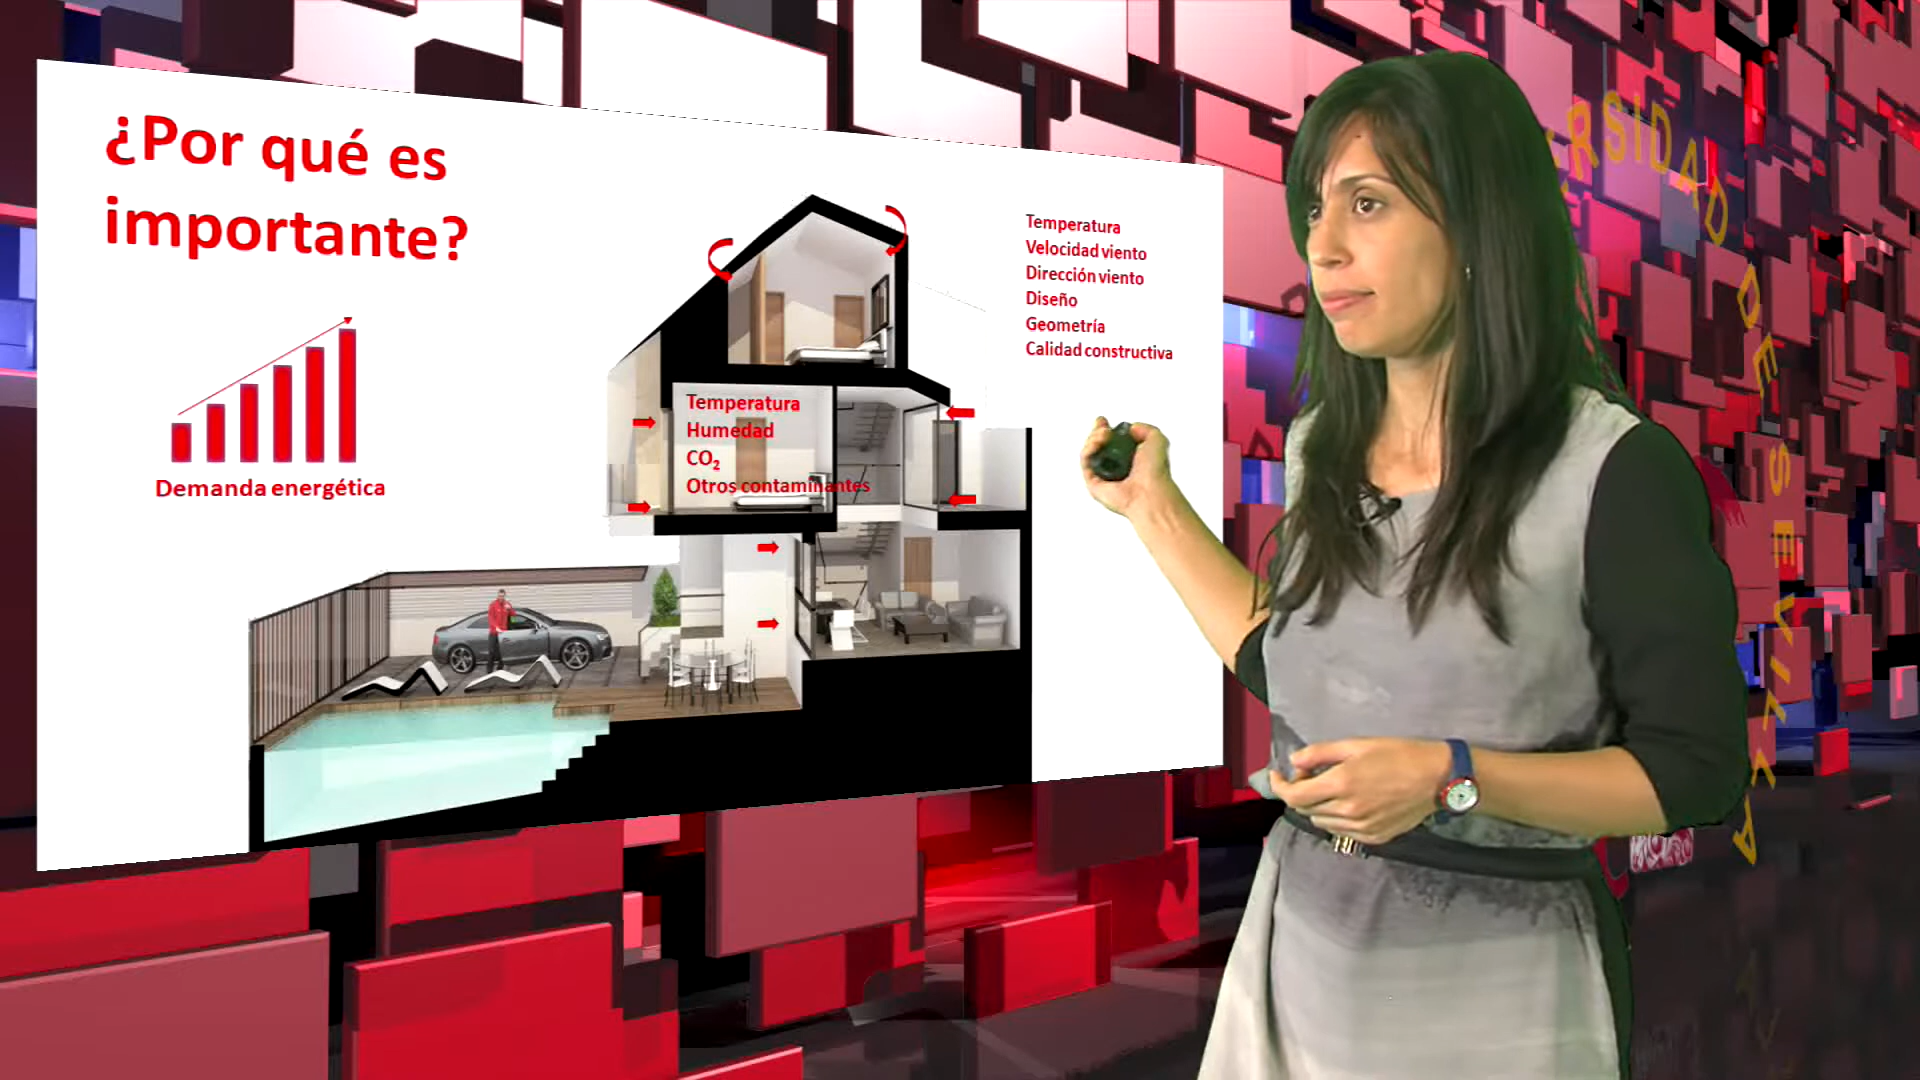 ¿Por qué es
importante?
Temperatura
Velocidad viento
Dirección viento
Diseño
Geometría
Calidad constructiva
Temperatura
Humedad
CO₂
Otros contaminantes
Demanda energética
ERSIDAD DE SEVILLA